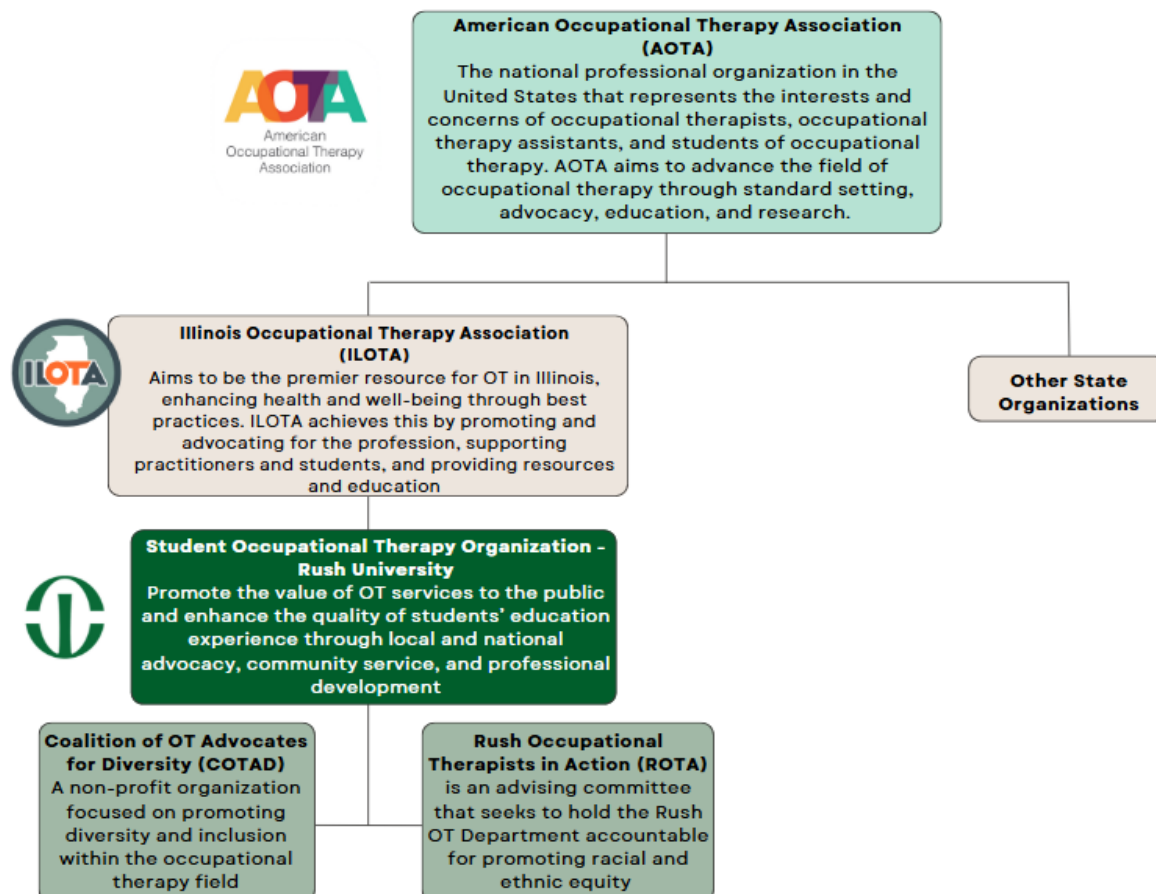 American Occupational Therapy Association
(AOTA)
The national professional organization in the
United States that represents the interests and
concerns of occupational therapists, occupational
therapy assistants, and students of occupational
therapy. AOTA aims to advance the field of
occupational therapy through standard setting,
advocacy, education, and research.
AOTA
American
Occupational Therapy
Association
Illinois Occupational Therapy Association
(ILOTA)
Aims to be the premier resource for OT in Illinois,
enhancing health and well-being through best
practices. ILOTA achieves this by promoting and
advocating for the profession, supporting
practitioners and students, and providing resources
and education
ILOTA
Other State
Organizations
Student Occupational Therapy Organization -
Rush University
Promote the value of OT services to the public
and enhance the quality of students' education
experience through local and national
advocacy, community service, and professional
development
Coalition of OT Advocates
for Diversity (COTAD)
A non-profit organization
focused on promoting
diversity and inclusion
within the occupational
therapy field
Rush Occupational
Therapists in Action (ROTA)
is an advising committee
that seeks to hold the Rush
OT Department accountable
for promoting racial and
ethnic equity